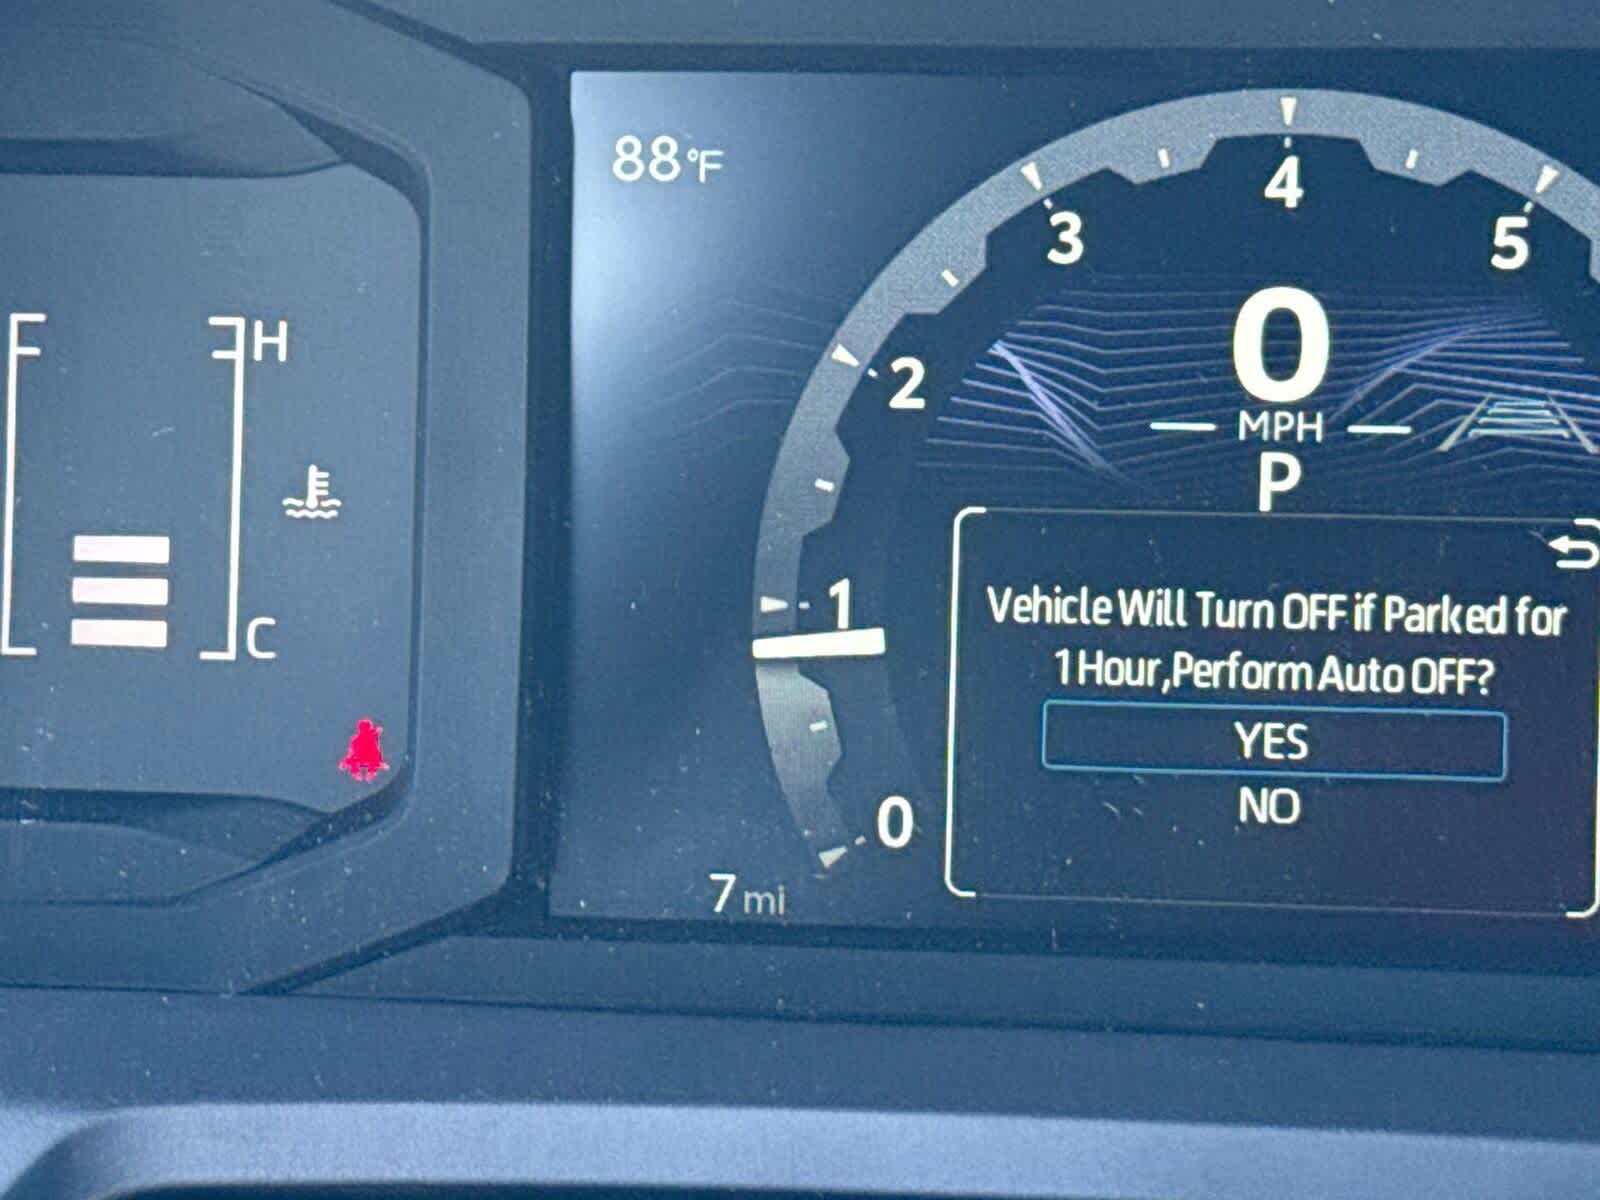 88°F
F
H
C
0
1
2
3
4
5
0
MPH
P
Vehicle Will Turn OFF if Parked for
1 Hour,Perform Auto OFF?
YES
NO
7 mi